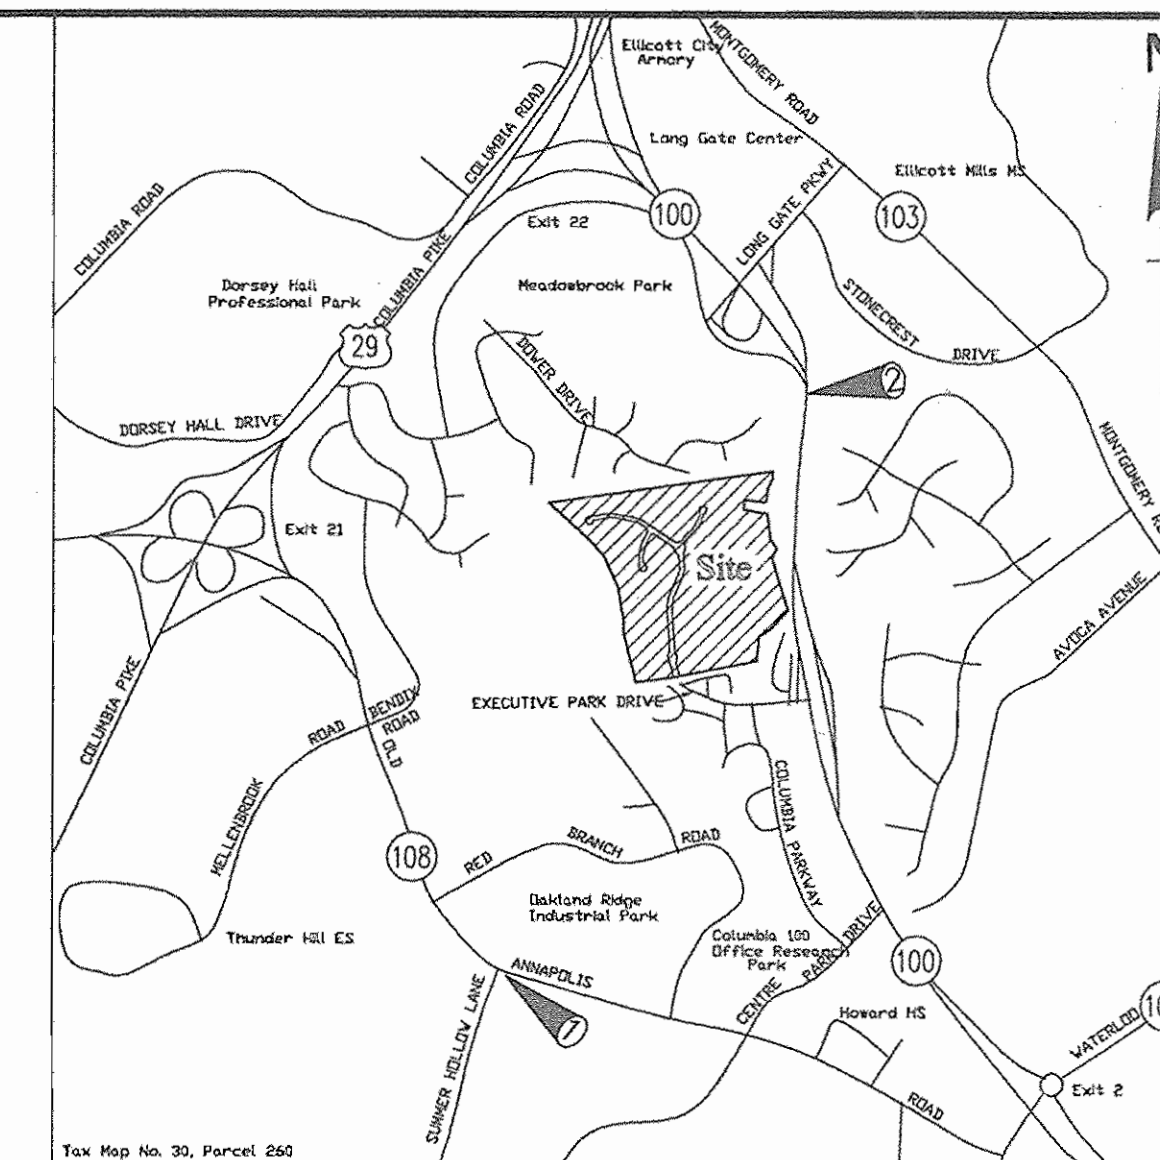 Ellicott City
Armory
MONTGOMERY ROAD
COLUMBIA ROAD
Long Gate Center
Ellicott Mills MS
COLUMBIA ROAD
LONG GATE PKWY
100
103
Exit 22
COLUMBIA PIKE
Dorsey Hall
Professional Park
Meadowbrook Park
STONECREST
DRIVE
29
DOWER DRIVE
2
DORSEY HALL DRIVE
MONTGOMERY
Exit 21
Site
AVOCA AVENUE
COLUMBIA PIKE
EXECUTIVE PARK DRIVE
BENDIX
ROAD
ROAD
OLD
HELLENBROOK
COLUMBIA PARKWAY
108
RED
BRANCH
ROAD
Oakland Ridge
Industrial Park
Thunder Hill ES
Columbia 100
Office Research
Park
CENTRE PARK DRIVE
100
ANNAPOLIS
SUMMER HOLLOW LANE
1
Howard HS
WATERLOO
Exit 2
ROAD
Tax Map No. 30, Parcel 260